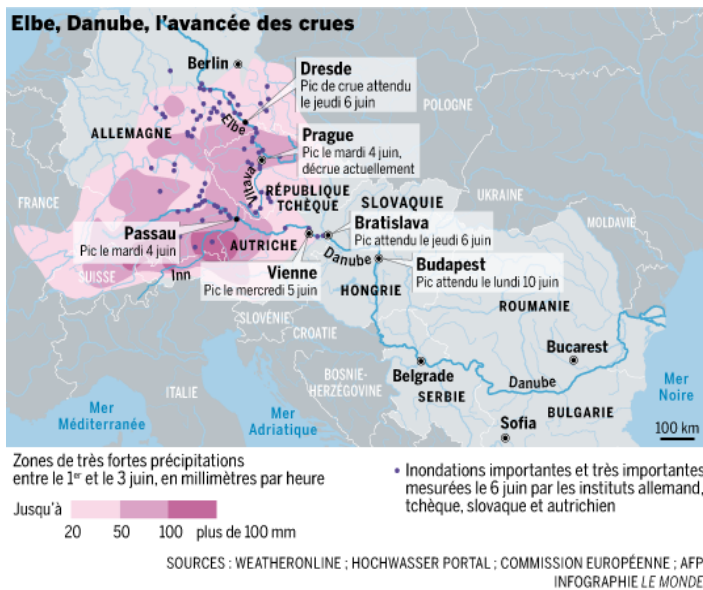 Elbe, Danube, l'avancée des crues
Berlin
Dresde
Pic de crue attendu
le jeudi 6 juin
POLOGNE
Elbe
ALLEMAGNE
Prague
Pic le mardi 4 juin,
décrue actuellement
Vltava
RÉPUBLIQUE
TCHÈQUE
UKRAINE
FRANCE
SLOVAQUIE
MOLDAVIE
Passau
Pic le mardi 4 juin
AUTRICHE
Bratislava
Pic attendu le jeudi 6 juin
Danube
SUISSE
Inn
Vienne
Pic le mercredi 5 juin
Budapest
Pic attendu le lundi 10 juin
HONGRIE
ROUMANIE
SLOVÉNIE
CROATIE
Bucarest
BOSNIE-
HERZÉGOVINE
Belgrade
SERBIE
Danube
ITALIE
Mer
Noire
BULGARIE
Mer
Méditerranée
Mer
Adriatique
Sofia
100 km
Zones de très fortes précipitations
entre le 1er et le 3 juin, en millimètres par heure
Jusqu'à
20 50 100 plus de 100 mm
• Inondations importantes et très importantes
mesurées le 6 juin par les instituts allemand,
tchèque, slovaque et autrichien
SOURCES : WEATHERONLINE ; HOCHWASSER PORTAL ; COMMISSION EUROPÉENNE ; AFP
INFOGRAPHIE LE MONDE